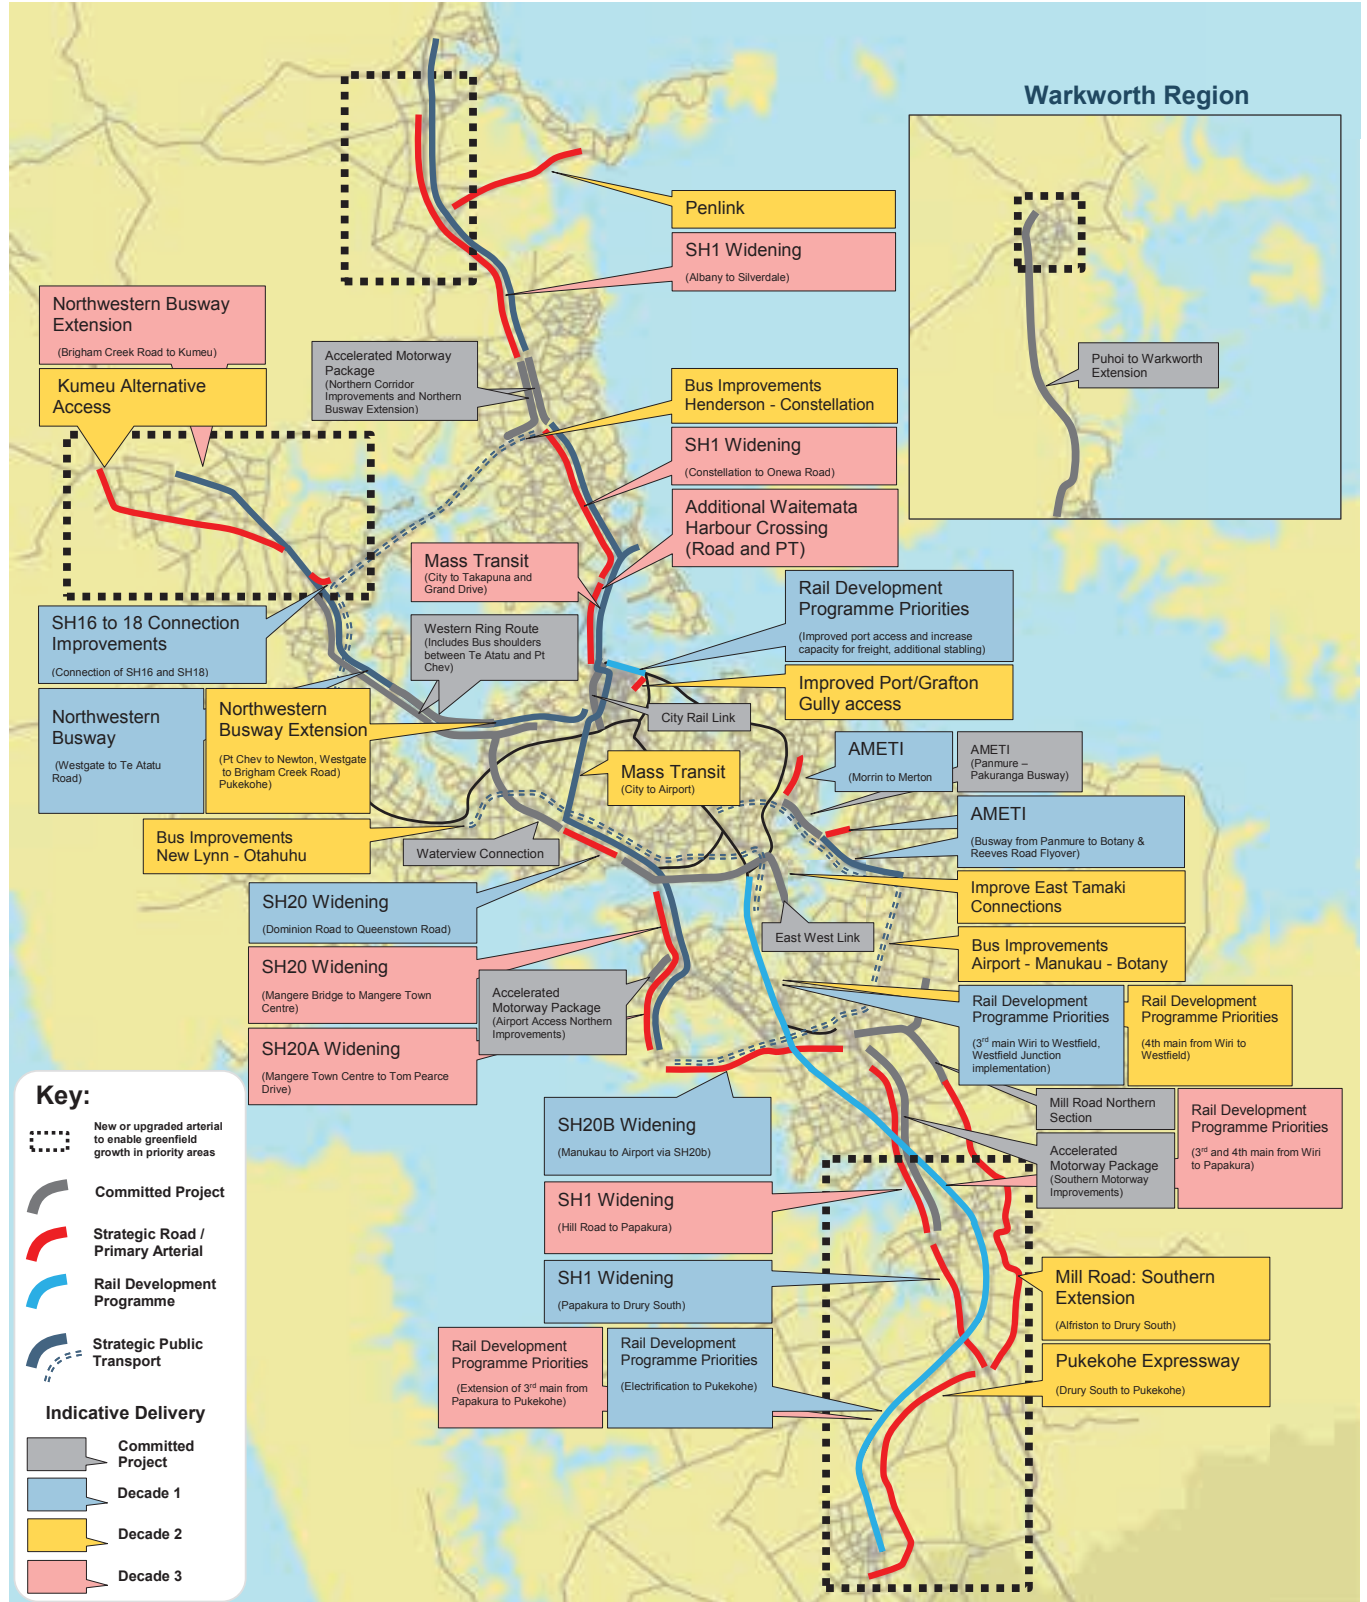 Warkworth Region
Penlink
SH1 Widening
(Albany to Silverdale)
Northwestern Busway
Extension
(Brigham Creek Road to Kumeu)
Kumeu Alternative
Access
Accelerated Motorway
Package
(Northern Corridor
Improvements and Northern
Busway Extension)
Puhoi to Warkworth
Extension
Bus Improvements
Henderson - Constellation
SH1 Widening
(Constellation to Onewa Road)
Additional Waitemata
Harbour Crossing
(Road and PT)
Mass Transit
(City to Takapuna and
Grand Drive)
Rail Development
Programme Priorities
(Improved port access and increase
capacity for freight, additional stabling)
SH16 to 18 Connection
Improvements
(Connection of SH16 and SH18)
Western Ring Route
(Includes Bus shoulders
between Te Atatu and Pt
Chev)
Improved Port/Grafton
Gully access
Northwestern
Busway
(Westgate to Te Atatu
Road)
Northwestern
Busway Extension
(Pt Chev to Newton, Westgate
to Brigham Creek Road)
Pukekohe
City Rail Link
Mass Transit
(City to Airport)
AMETI
(Morrin to Merton
AMETI
(Panmure –
Pakuranga Busway)
AMETI
(Busway from Panmure to Botany &
Reeves Road Flyover)
Bus Improvements
New Lynn - Otahuhu
Waterview Connection
Improve East Tamaki
Connections
SH20 Widening
(Dominion Road to Queenstown Road)
East West Link
Bus Improvements
Airport - Manukau - Botany
SH20 Widening
(Mangere Bridge to Mangere Town
Centre)
Accelerated
Motorway Package
(Airport Access Northern
Improvements)
Rail Development
Programme Priorities
(3rd main Wiri to Westfield,
Westfield Junction
implementation)
Rail Development
Programme Priorities
(4th main from Wiri to
Westfield)
SH20A Widening
(Mangere Town Centre to Tom Pearce
Drive)
Mill Road Northern
Section
Rail Development
Programme Priorities
(3rd and 4th main from Wiri
to Papakura)
SH20B Widening
(Manukau to Airport via SH20b)
Accelerated
Motorway Package
(Southern Motorway
Improvements)
SH1 Widening
(Hill Road to Papakura)
SH1 Widening
(Papakura to Drury South)
Mill Road: Southern
Extension
(Alfriston to Drury South)
Rail Development
Programme Priorities
(Extension of 3rd main from
Papakura to Pukekohe)
Rail Development
Programme Priorities
(Electrification to Pukekohe)
Pukekohe Expressway
(Drury South to Pukekohe)
Key:
New or upgraded arterial
to enable greenfield
growth in priority areas
Committed Project
Strategic Road /
Primary Arterial
Rail Development
Programme
Strategic Public
Transport
Indicative Delivery
Committed
Project
Decade 1
Decade 2
Decade 3